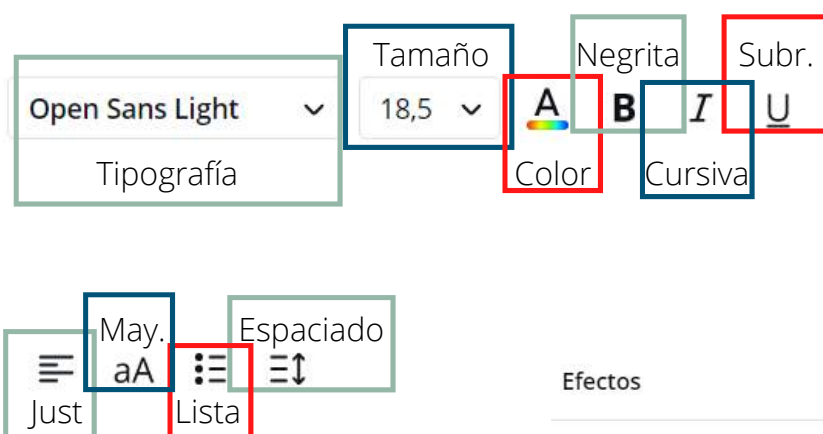 Tamaño Negrita Subr.
Open Sans Light 18,5 A B I U
Tipografía Color Cursiva
May. Espaciado
aA
Efectos
Just Lista